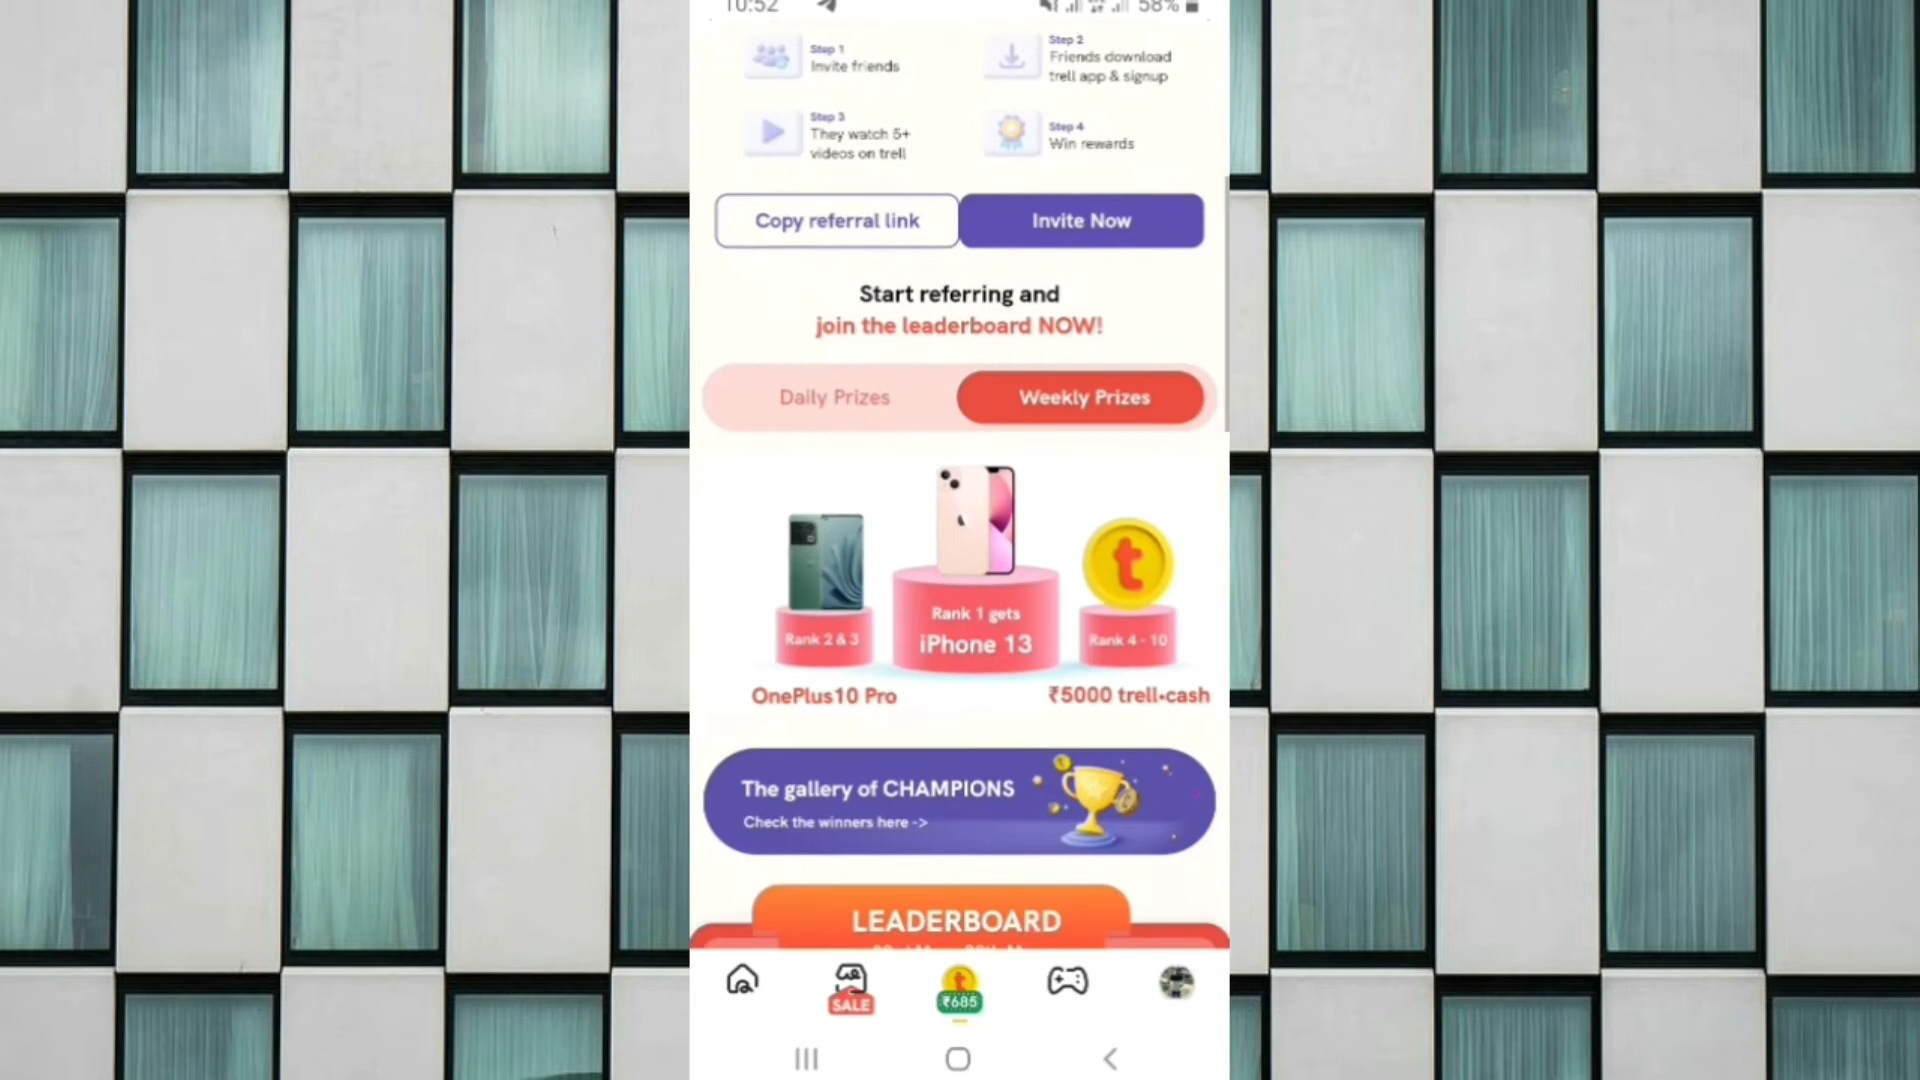 10:52
58%
Step 1
Invite friends
Step 2
Friends download
trell app & signup
Step 3
They watch 5+
videos on trell
Step 4
Win rewards
Copy referral link
Invite Now
Start referring and
join the leaderboard NOW!
Daily Prizes
Weekly Prizes
Rank 2 & 3
Rank 1 gets
iPhone 13
t
Rank 4 - 10
OnePlus10 Pro
₹5000 trell•cash
The gallery of CHAMPIONS
Check the winners here ->
LEADERBOARD
SALE
t
₹685